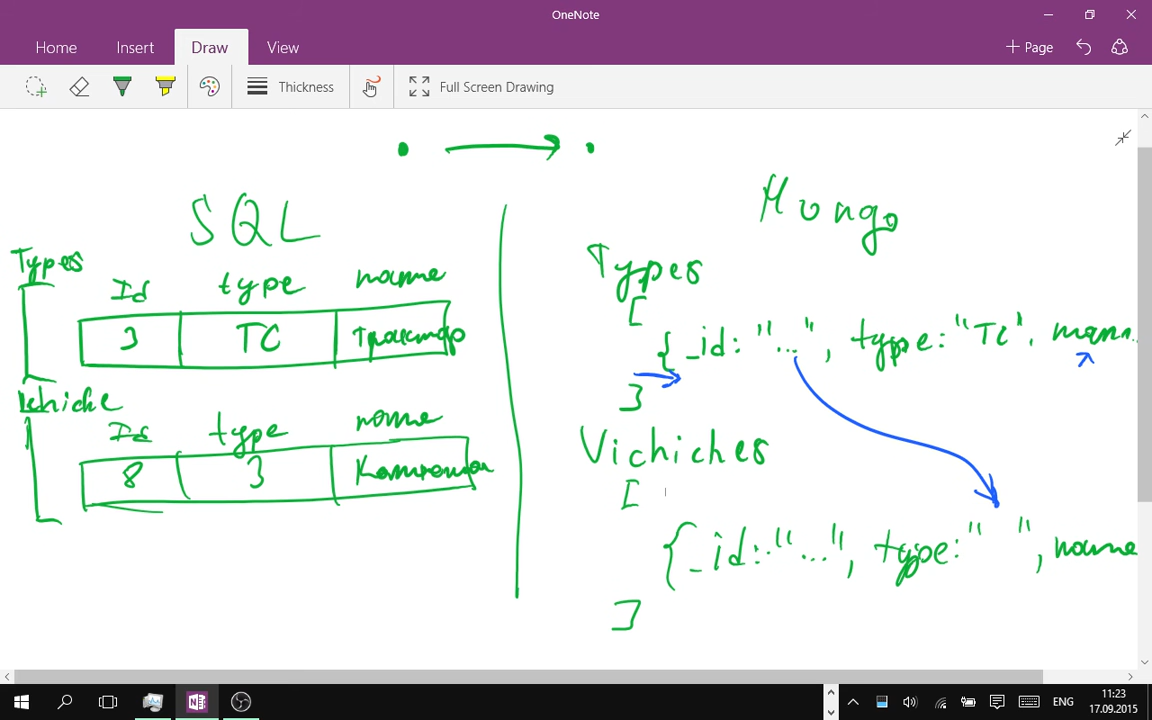 OneNote
Home Insert Draw View + Page
Thickness Full Screen Drawing
SQL
Types
Id type name
3 TC Трактор
Id type name
8 3
Mongo
Types
[
{_id: "...", type: "TC".
]
Vichiches
[
{_id: "...", type: " ", name
]
ENG
11:23
17.09.2015